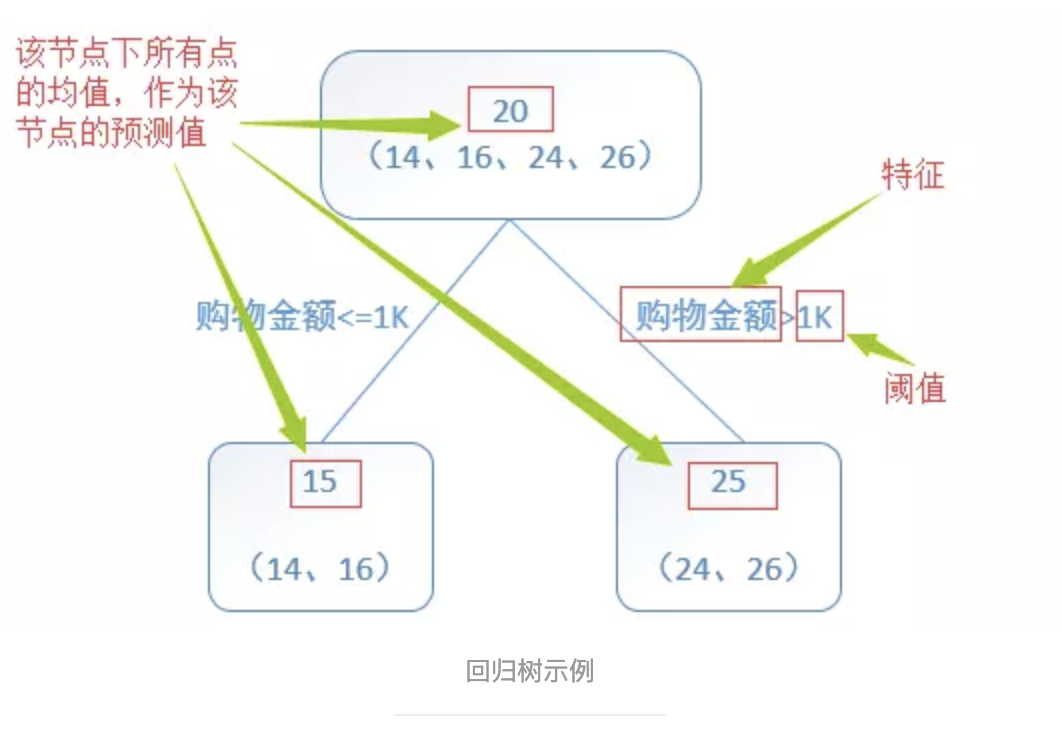 该节点下所有点
的均值，作为该
节点的预测值
20
（14、16、24、26）
特征
购物金额<=1K
购物金额>1K
阈值
15
25
（14、16）
（24、26）
回归树示例